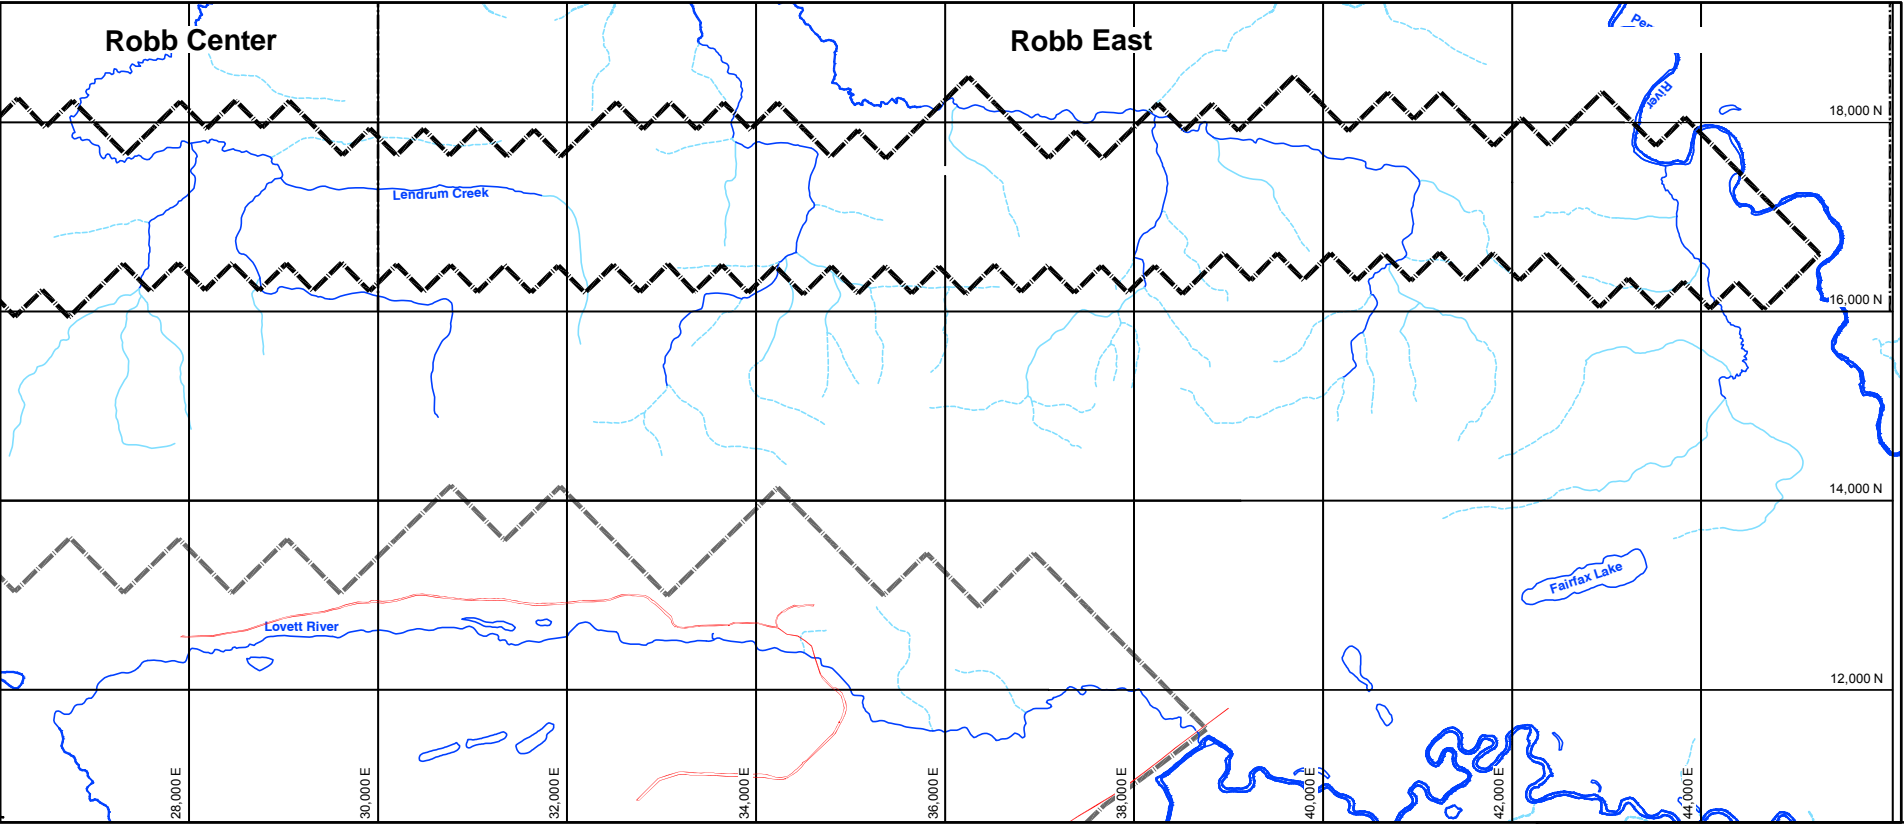 Robb Center
Robb East
River
18,000 N
Lendrum Creek
16,000 N
14,000 N
Fairfax Lake
Lovett River
12,000 N
28,000 E
30,000 E
32,000 E
34,000 E
36,000 E
38,000 E
40,000 E
42,000 E
44,000 E